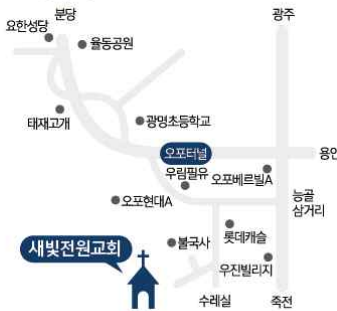 분당
광주
요한성당
율동공원
태재고개
광명초등학교
오포터널
용인
우림필유
오포베르빌A
능골
삼거리
오포현대A
롯데캐슬
불국사
새빛전원교회
우진빌리지
수레실
죽전